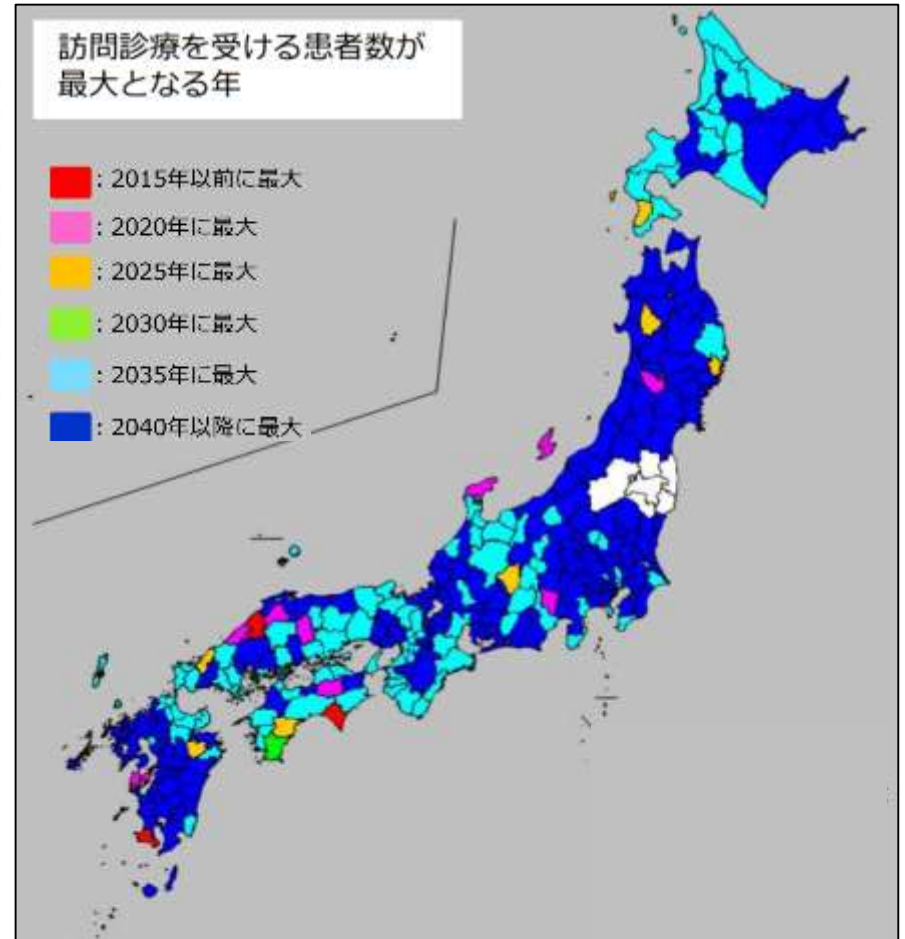 訪問診療を受ける患者数が
最大となる年
：2015年以前に最大
：2020年に最大
：2025年に最大
：2030年に最大
：2035年に最大
：2040年以降に最大